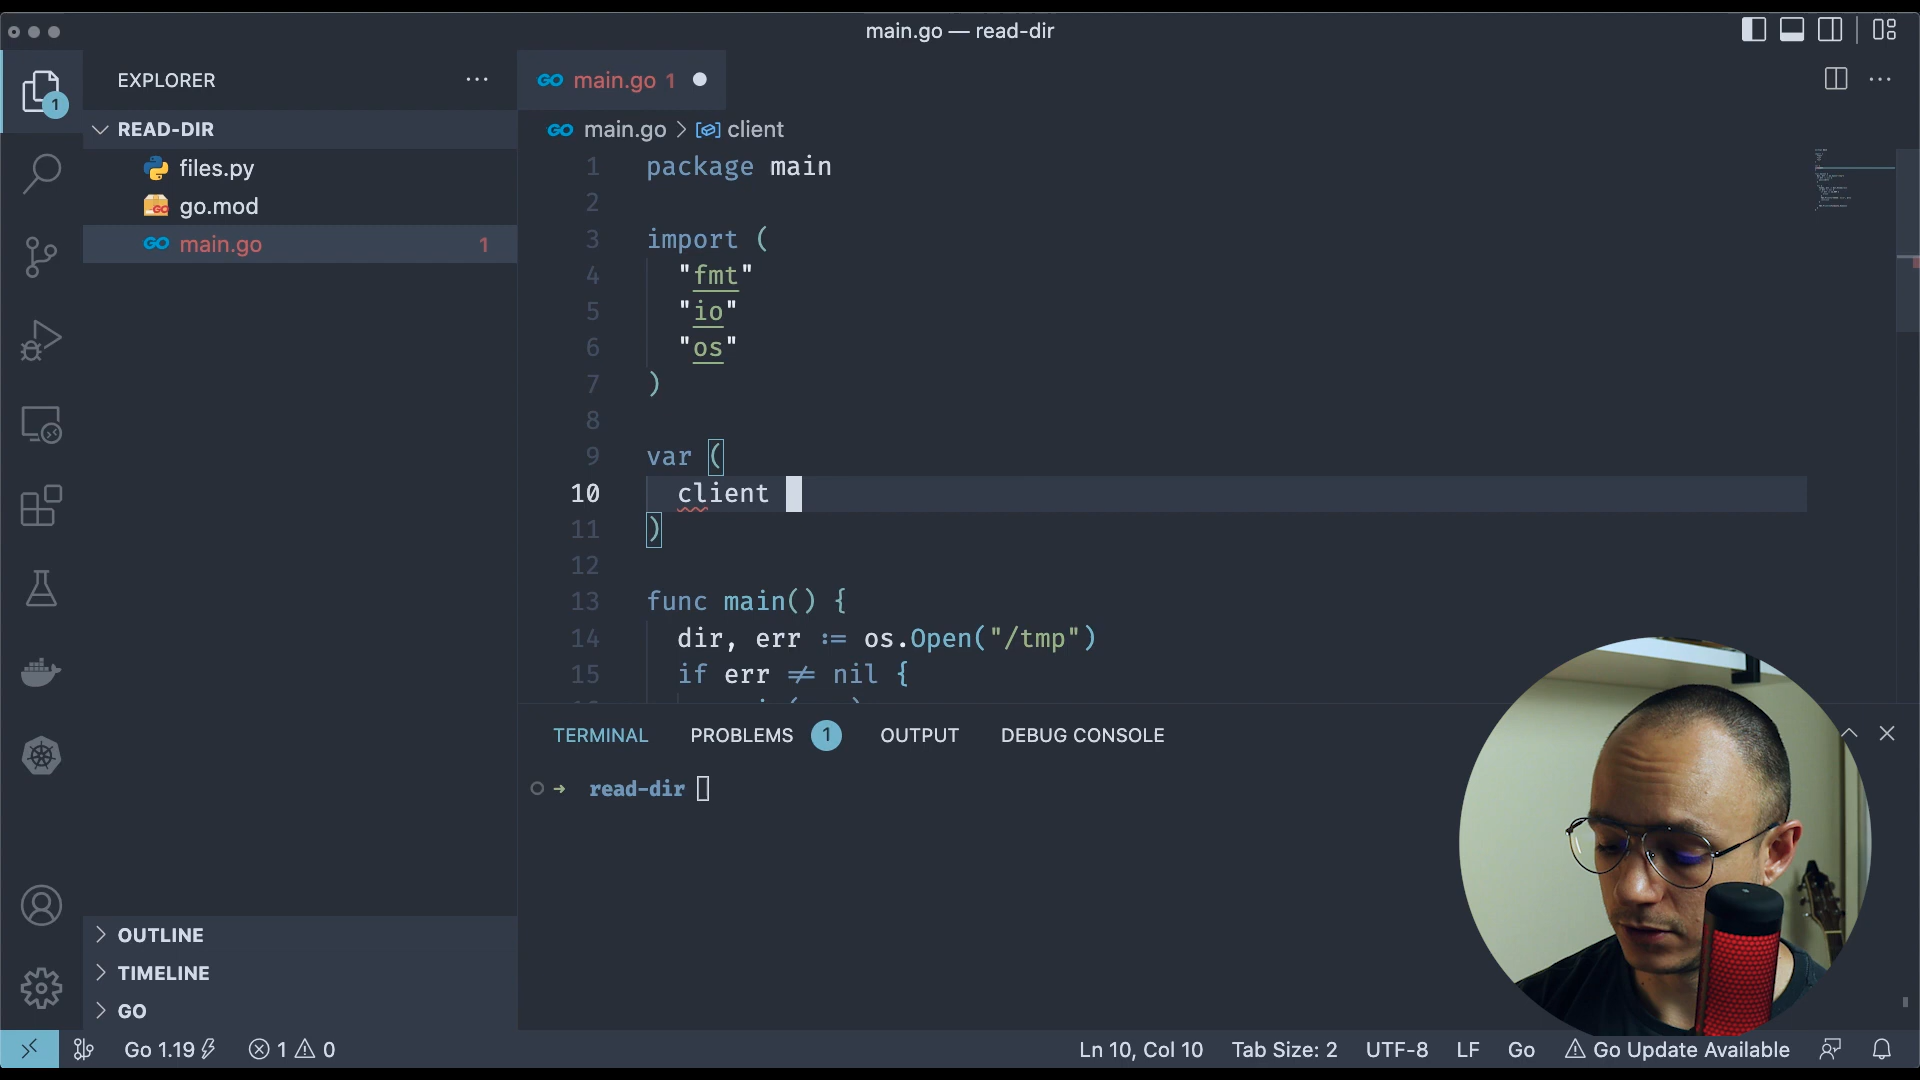 main.go — read-dir
EXPLORER
READ-DIR
files.py
go.mod
main.go 1
1
GO main.go 1
GO main.go > client
1 package main
2
3 import (
4 "fmt"
5 "io"
6 "os"
7 )
8
9 var (
10 client
11 )
12
13 func main() {
14 dir, err := os.Open("/tmp")
15 if err ≠ nil {
TERMINAL PROBLEMS 1 OUTPUT DEBUG CONSOLE
→ read-dir
OUTLINE
TIMELINE
GO
Go 1.19 1 0 Ln 10, Col 10 Tab Size: 2 UTF-8 LF Go Go Update Available